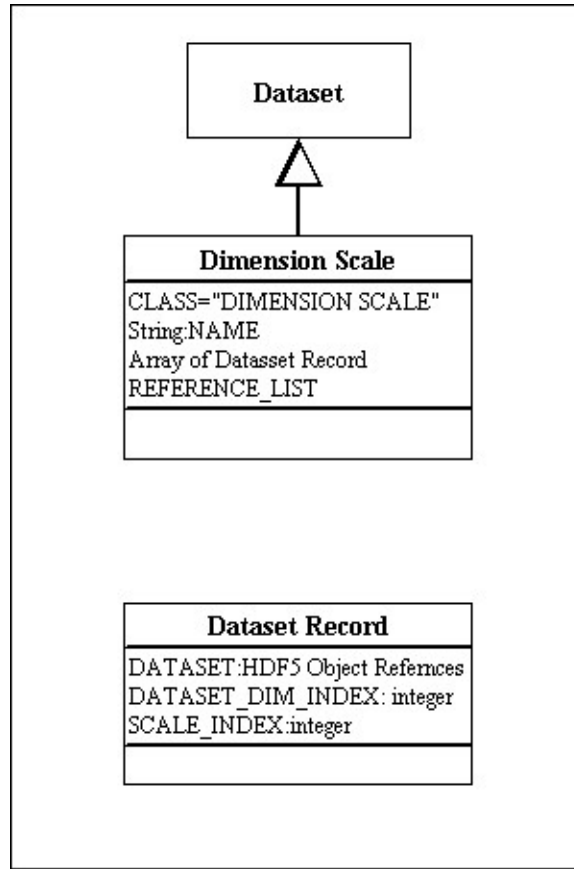 Dataset
Dimension Scale
CLASS="DIMENSION SCALE"
String:NAME
Array of Datasset Record
REFERENCE_LIST
Dataset Record
DATASET:HDF5 Object Refernces
DATASET_DIM_INDEX: integer
SCALE_INDEX:integer